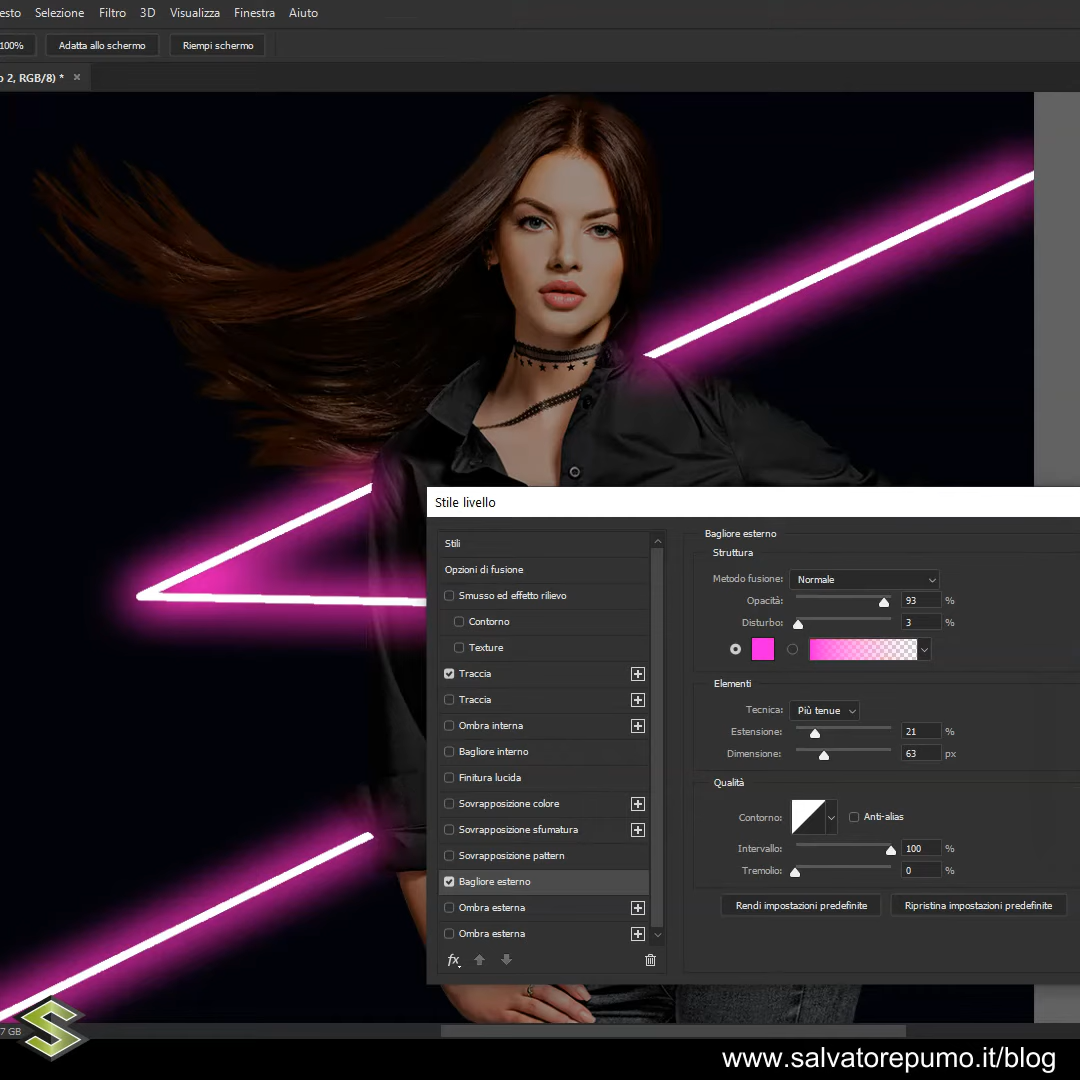 esto Selezione Filtro 3D Visualizza Finestra Aiuto
100% Adatta allo schermo Riempi schermo
o 2, RGB/8) * ×
Stile livello
Stili
Opzioni di fusione
Smusso ed effetto rilievo
Contorno
Texture
Traccia
Traccia
Ombra interna
Bagliore interno
Finitura lucida
Sovrapposizione colore
Sovrapposizione sfumatura
Sovrapposizione pattern
Bagliore esterno
Ombra esterna
Ombra esterna
fx
Bagliore esterno
Struttura
Metodo fusione: Normale
Opacità: 93 %
Disturbo: 3 %
Elementi
Tecnica: Più tenue
Estensione: 21 %
Dimensione: 63 px
Qualità
Contorno: Anti-alias
Intervallo: 100 %
Tremolio: 0 %
Rendi impostazioni predefinite Ripristina impostazioni predefinite
7 GB
S
www.salvatorepumo.it/blog